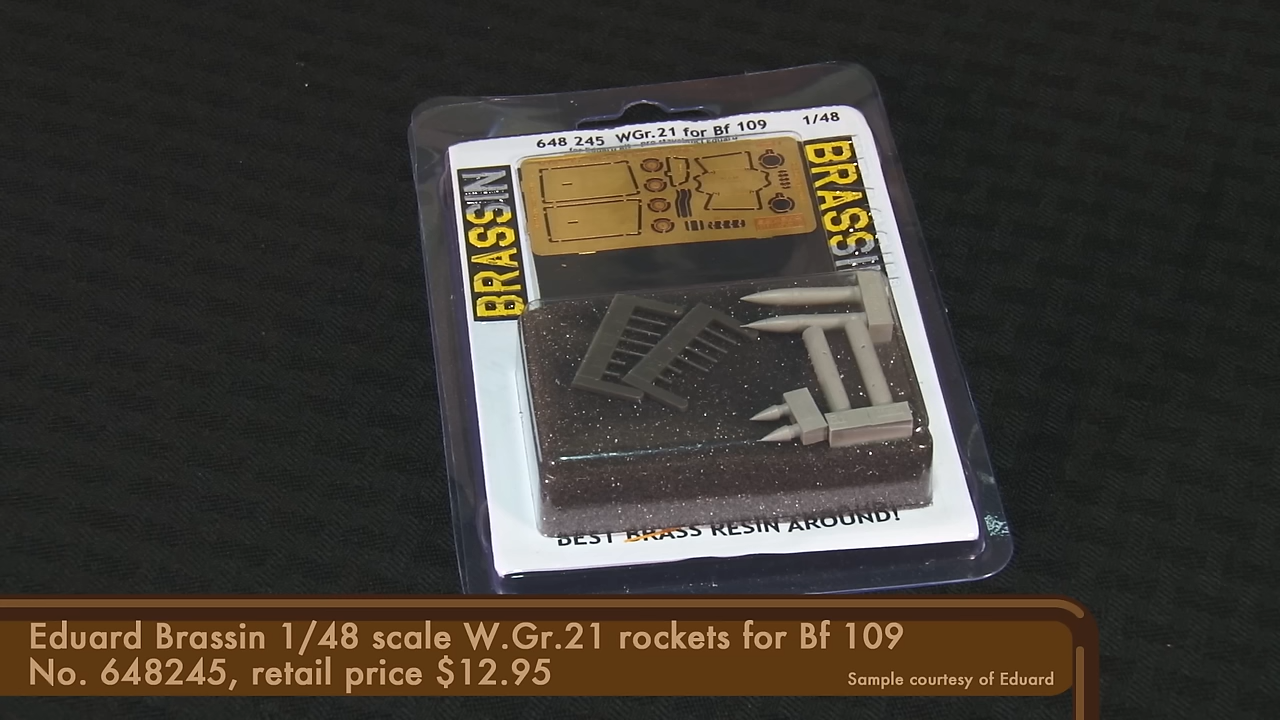 648 245 WGr.21 for Bf 109 1/48
BRASSIN
BRASSI
BEST BRASS RESIN AROUND!
Eduard Brassin 1/48 scale W.Gr.21 rockets for Bf 109
No. 648245, retail price $12.95
Sample courtesy of Eduard